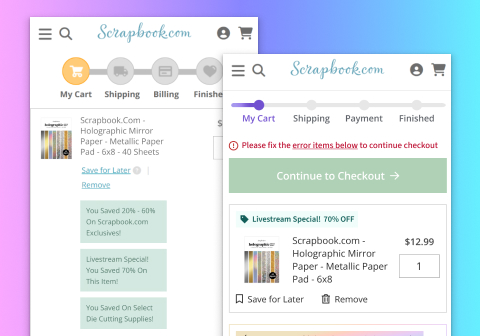 Scrapbook.com
My Cart
Shipping
Billing
Scrapbook.Com -
Holographic Mirror
Paper - Metallic Paper
Pad - 6x8 - 40 Sheets
Save for Later
Remove
You Saved 20% - 60%
On Scrapbook.com
Exclusives!
Livestream Special!
You Saved 70% On
This Item!
You Saved On Select
Die Cutting Supplies!
Scrapbook.com
My Cart
Shipping
Payment
Finished
Please fix the error items below to continue checkout
Continue to Checkout →
Livestream Special! 70% OFF
Scrapbook.com -
Holographic Mirror
Paper - Metallic Paper
Pad - 6x8
$12.99
1
Save for Later
Remove